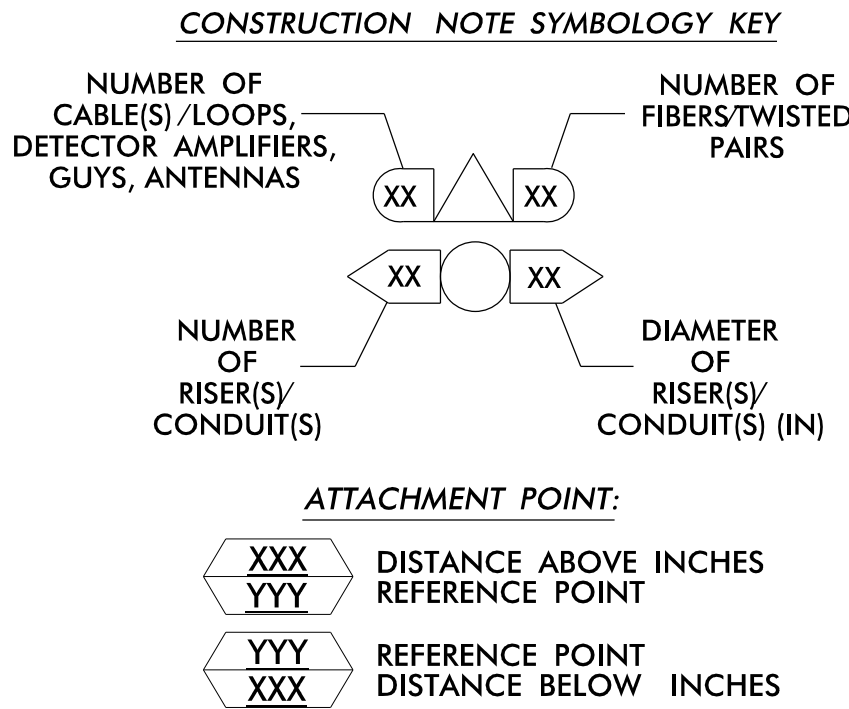 CONSTRUCTION NOTE SYMBOLOGY KEY
NUMBER OF
CABLE(S)/LOOPS,
DETECTOR AMPLIFIERS,
GUYS, ANTENNAS
NUMBER OF
FIBERS/TWISTED
PAIRS
XX XX
XX XX
NUMBER
OF
RISER(S)/
CONDUIT(S)
DIAMETER
OF
RISER(S)/
CONDUIT(S) (IN)
ATTACHMENT POINT:
XXX DISTANCE ABOVE INCHES
YYY REFERENCE POINT
YYY REFERENCE POINT
XXX DISTANCE BELOW INCHES